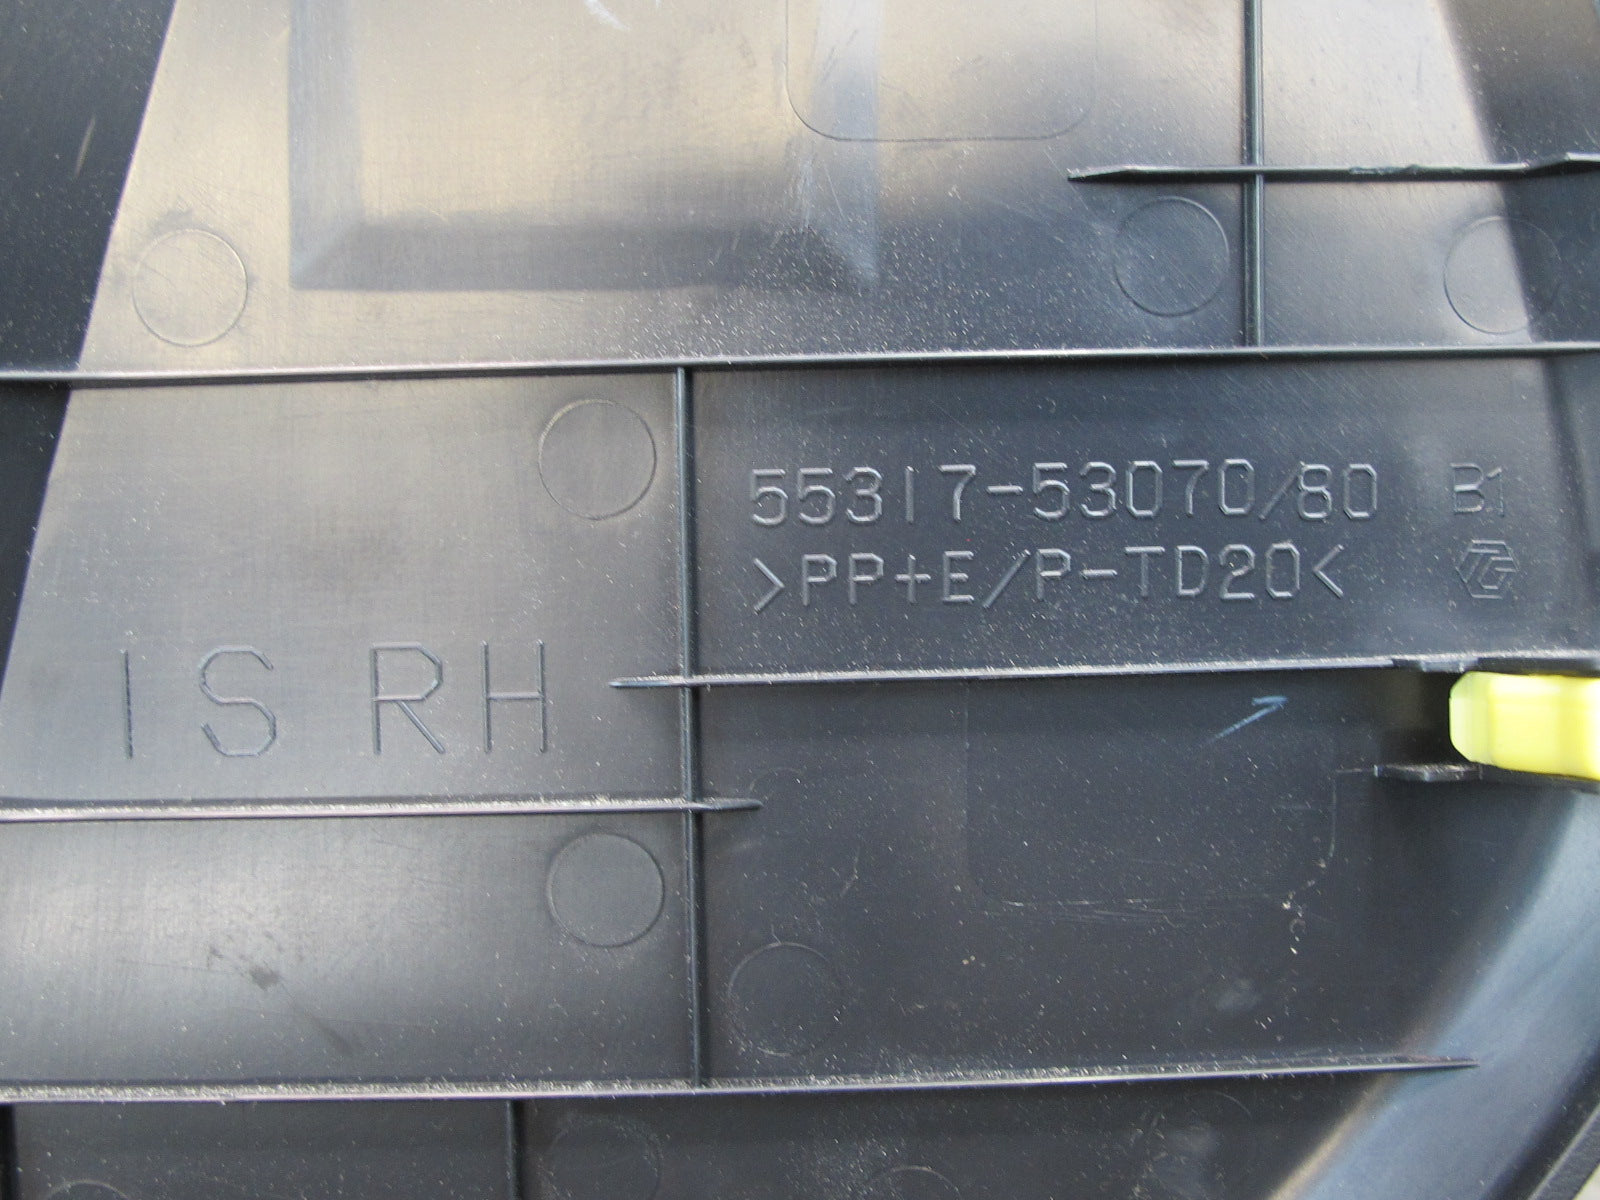 55317-53070/80 B1
>PP+E/P-TD20<
IS RH